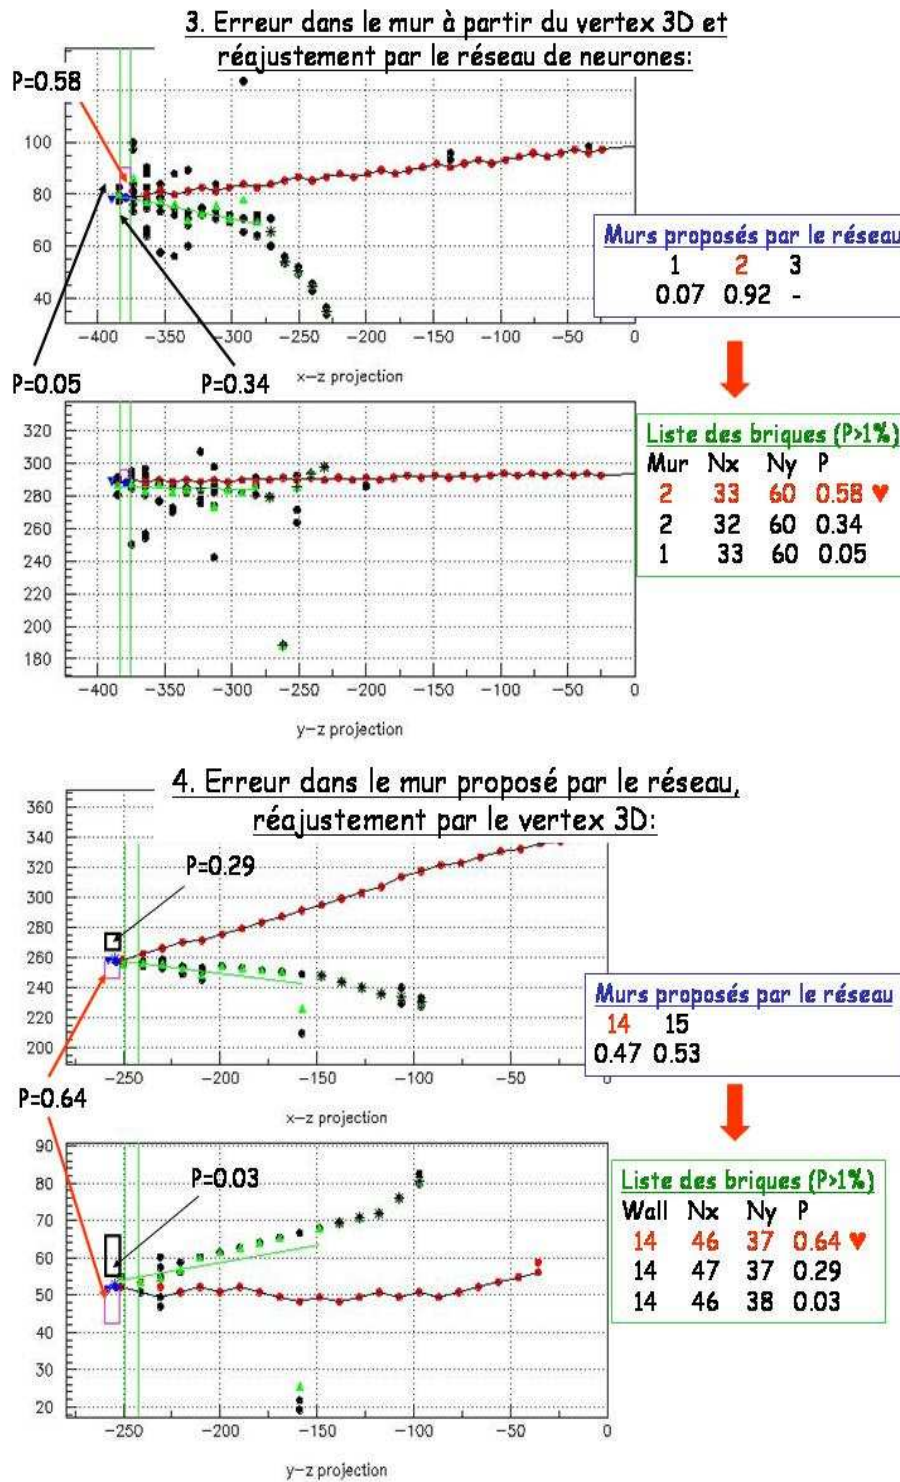 3. Erreur dans le mur à partir du vertex 3D et
réajustement par le réseau de neurones:
P=0.58
100
80
60
40
−400 −350 −300 −250 −200 −150 −100 −50 0
x−z projection
P=0.05 P=0.34
Murs proposés par le réseau
1 2 3
0.07 0.92 -
320
300
280
260
240
220
200
180
−400 −350 −300 −250 −200 −150 −100 −50 0
y−z projection
Liste des briques (P>1%)
Mur Nx Ny P
2 33 60 0.58 ♥
2 32 60 0.34
1 33 60 0.05
4. Erreur dans le mur proposé par le réseau,
réajustement par le vertex 3D:
P=0.29
360
340
320
300
280
260
240
220
200
−250 −200 −150 −100 −50 0
x−z projection
P=0.64
Murs proposés par le réseau
14 15
0.47 0.53
P=0.03
90
80
70
60
50
40
30
20
−250 −200 −150 −100 −50 0
y−z projection
Liste des briques (P>1%)
Wall Nx Ny P
14 46 37 0.64 ♥
14 47 37 0.29
14 46 38 0.03